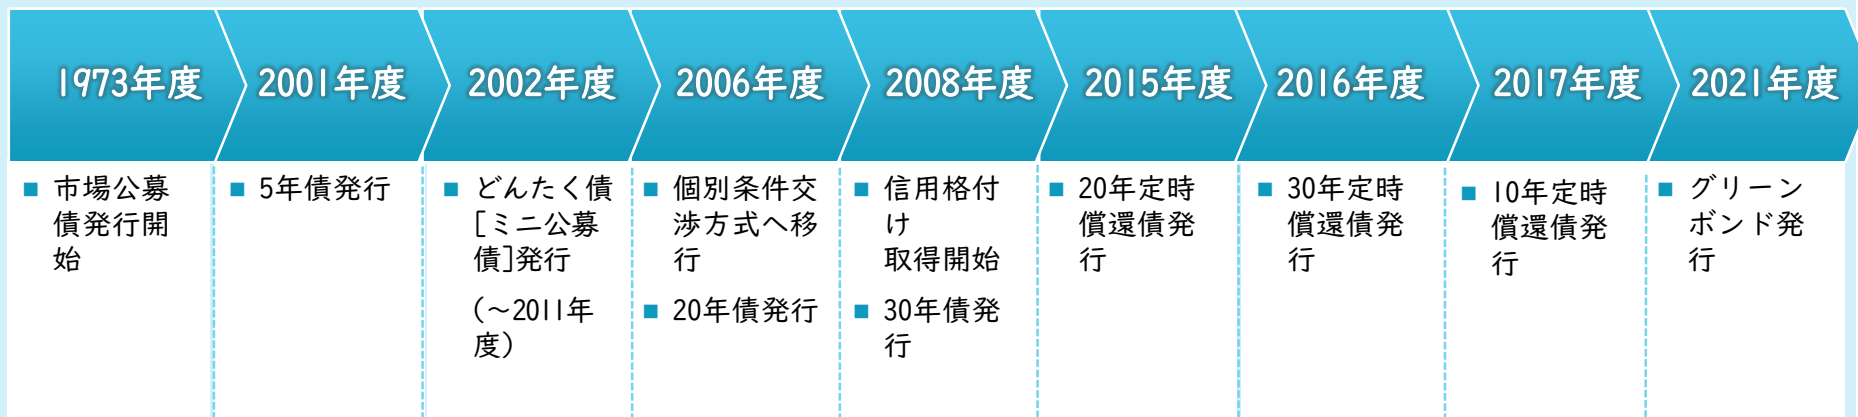 1973年度
2001年度
2002年度
2006年度
2008年度
2015年度
2016年度
2017年度
2021年度
■ 市場公募
債発行開
始
■ 5年債発行
■ どんたく債
[ミニ公募
債]発行
(～2011年
度)
■ 個別条件交
渉方式へ移
行
■ 20年債発行
■ 信用格付
け
取得開始
■ 30年債発
行
■ 20年定時
償還債発
行
■ 30年定時
償還債発
行
■ 10年定時
償還債発
行
■ グリーン
ボンド発
行